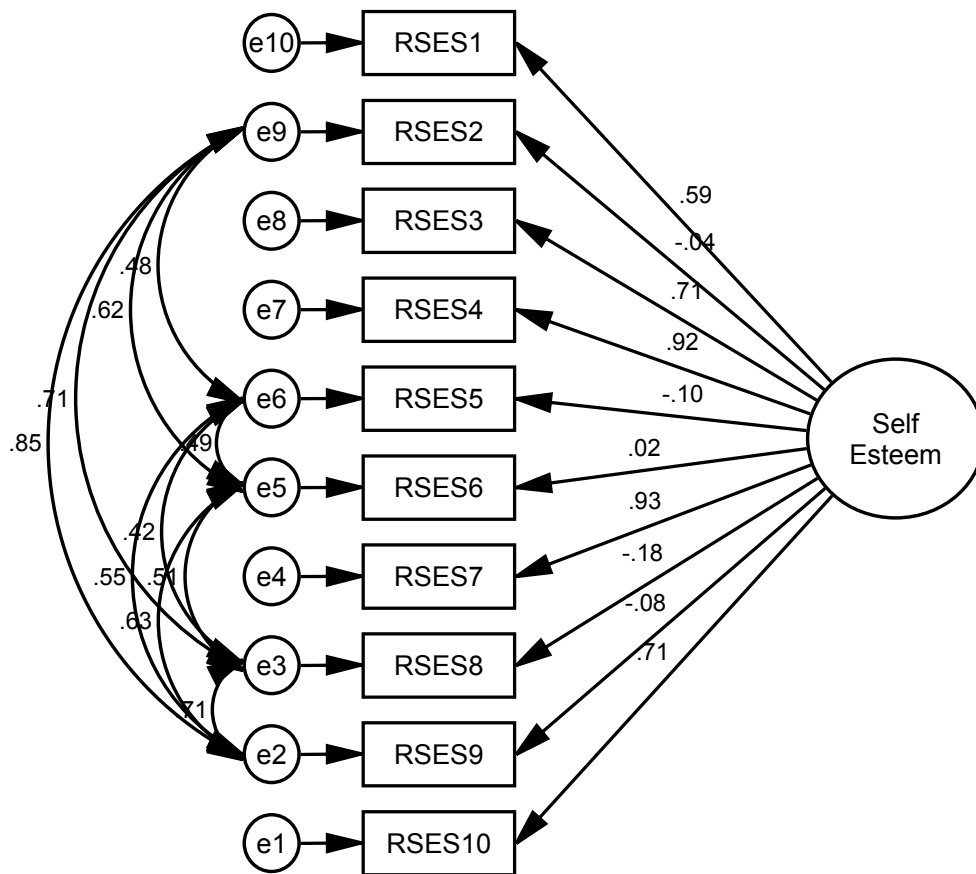 e10
RSES1
e9
RSES2
e8
RSES3
.59
-.04
.48
.71
.62
e7
RSES4
.92
e6
RSES5
-.10
.71
.85
.49
Self
Esteem
.02
e5
RSES6
.93
.42
.51
-.18
.55
e4
RSES7
.63
-.08
.71
e3
RSES8
.71
e2
RSES9
e1
RSES10